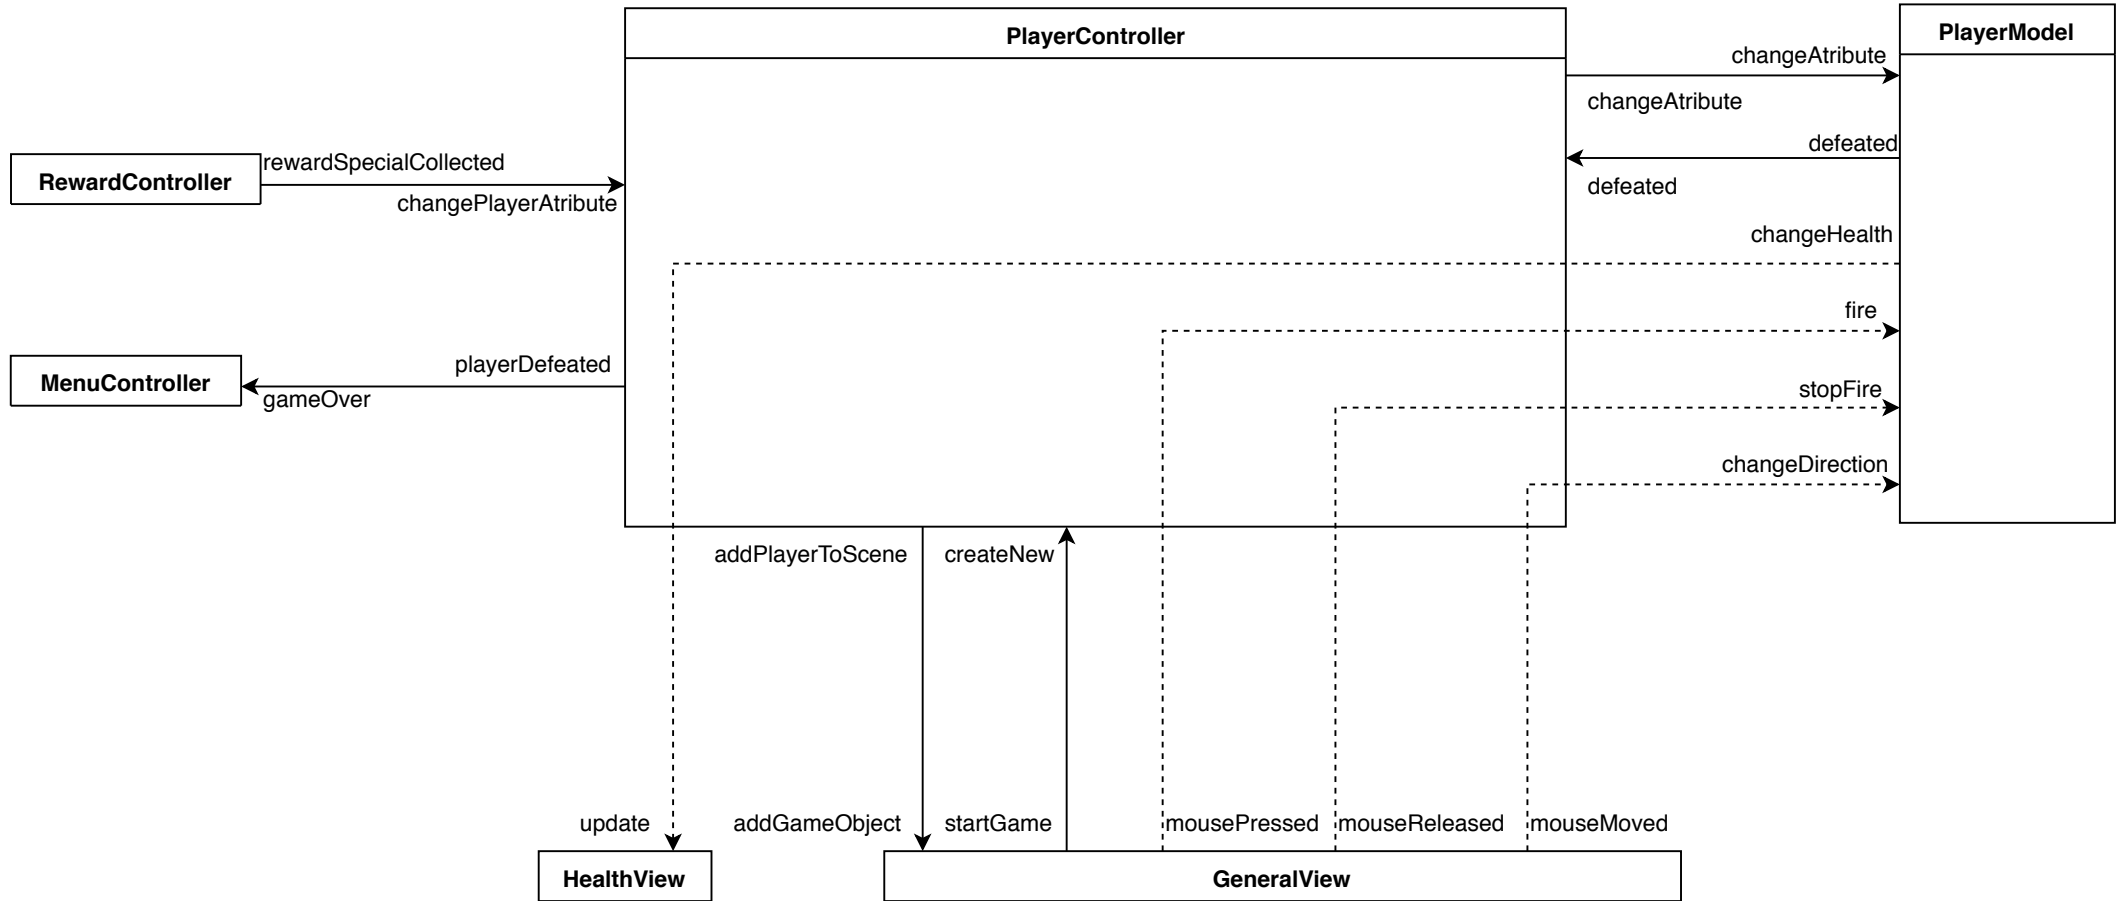 PlayerController
PlayerModel
changeAtribute
changeAtribute
defeated
rewardSpecialCollected
RewardController
defeated
changePlayerAtribute
changeHealth
fire
playerDefeated
MenuController
stopFire
gameOver
changeDirection
addPlayerToScene
createNew
update
addGameObject
startGame
mousePressed
mouseReleased
mouseMoved
HealthView
GeneralView